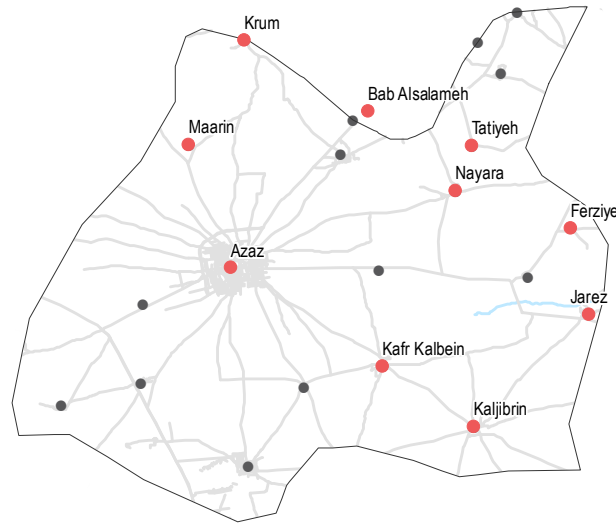 Krum
Bab Alsalameh
Maarin
Tatiyeh
Nayara
Ferziye
Azaz
Jarez
Kafr Kalbein
Kaljibrin